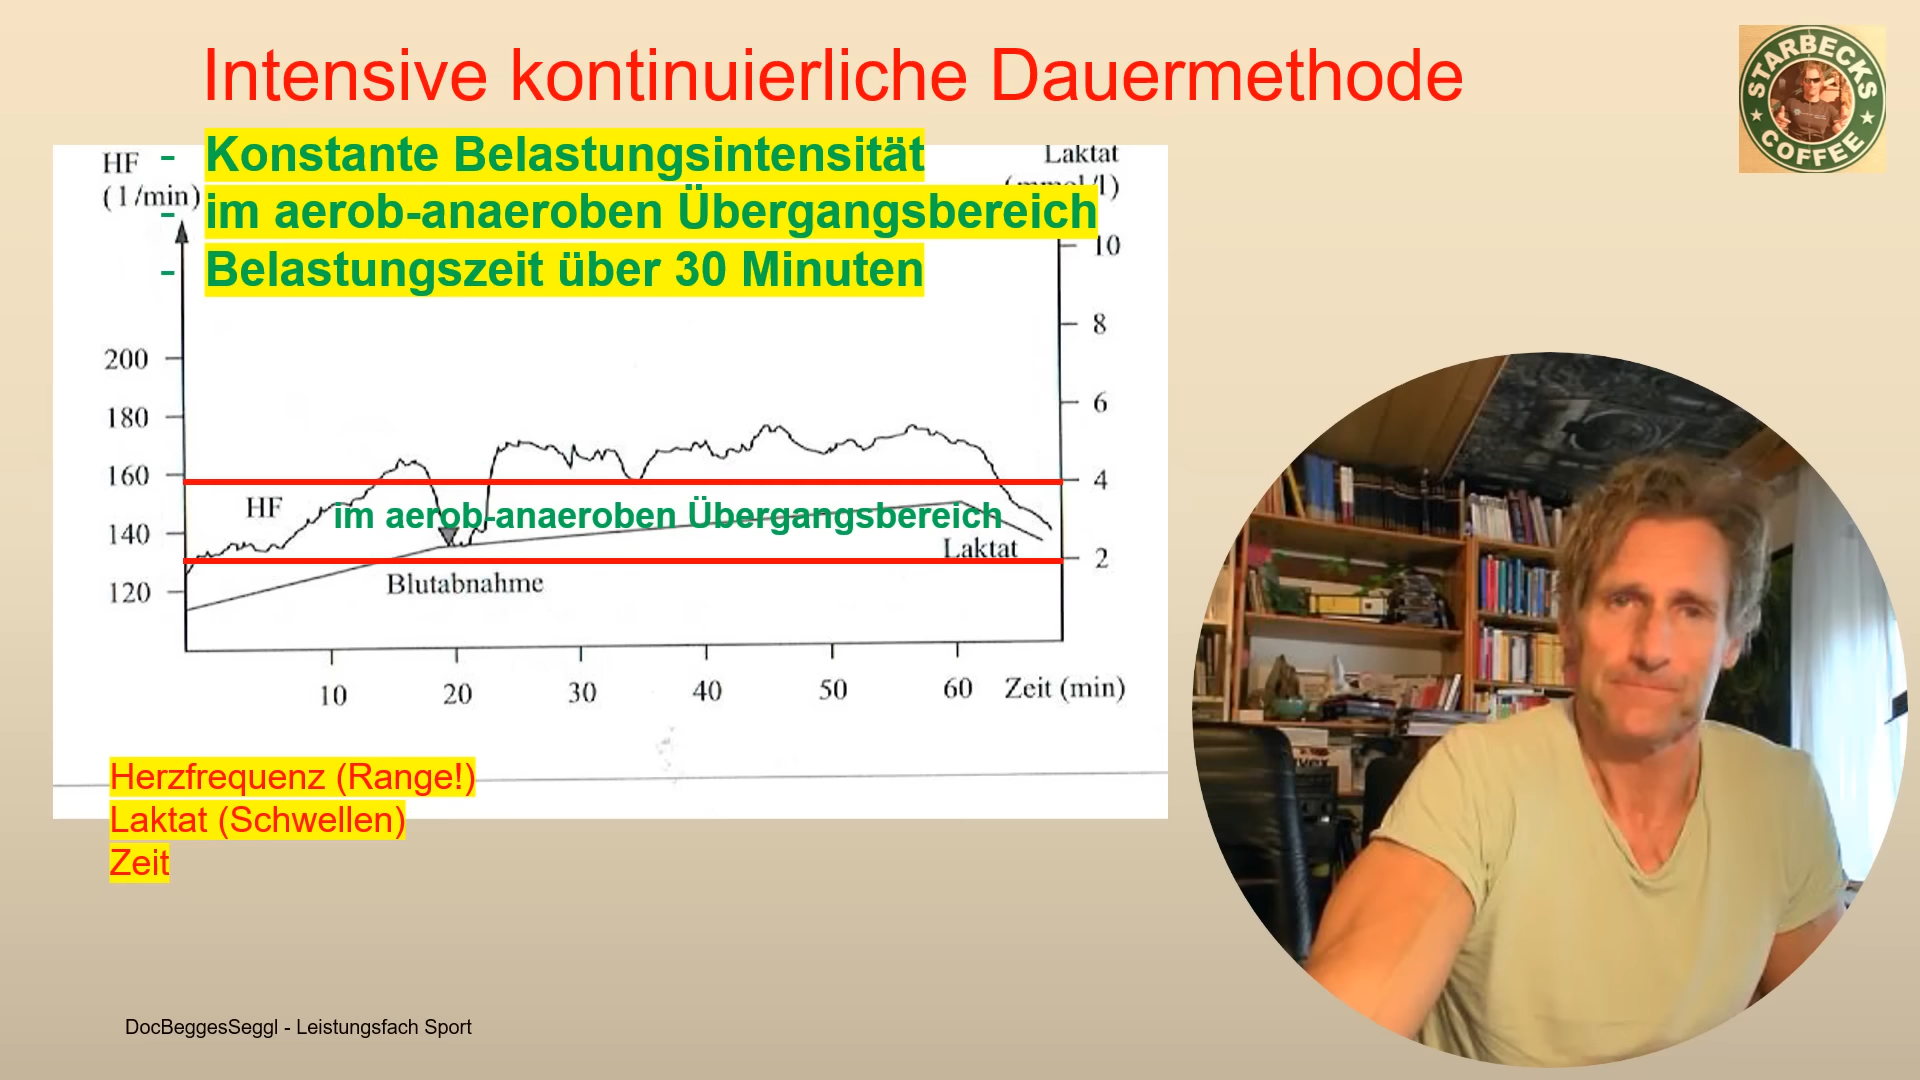 Intensive kontinuierliche Dauermethode
STARBECKS
COFFEE
- Konstante Belastungsintensität
- im aerob-anaeroben Übergangsbereich
- Belastungszeit über 30 Minuten
HF
(1/min)
Laktat
10
8
6
4
2
200
180
160
140
120
HF
im aerob-anaeroben Übergangsbereich
Laktat
Blutabnahme
10 20 30 40 50 60 Zeit (min)
Herzfrequenz (Range!)
Laktat (Schwellen)
Zeit
DocBeggesSeggl - Leistungsfach Sport